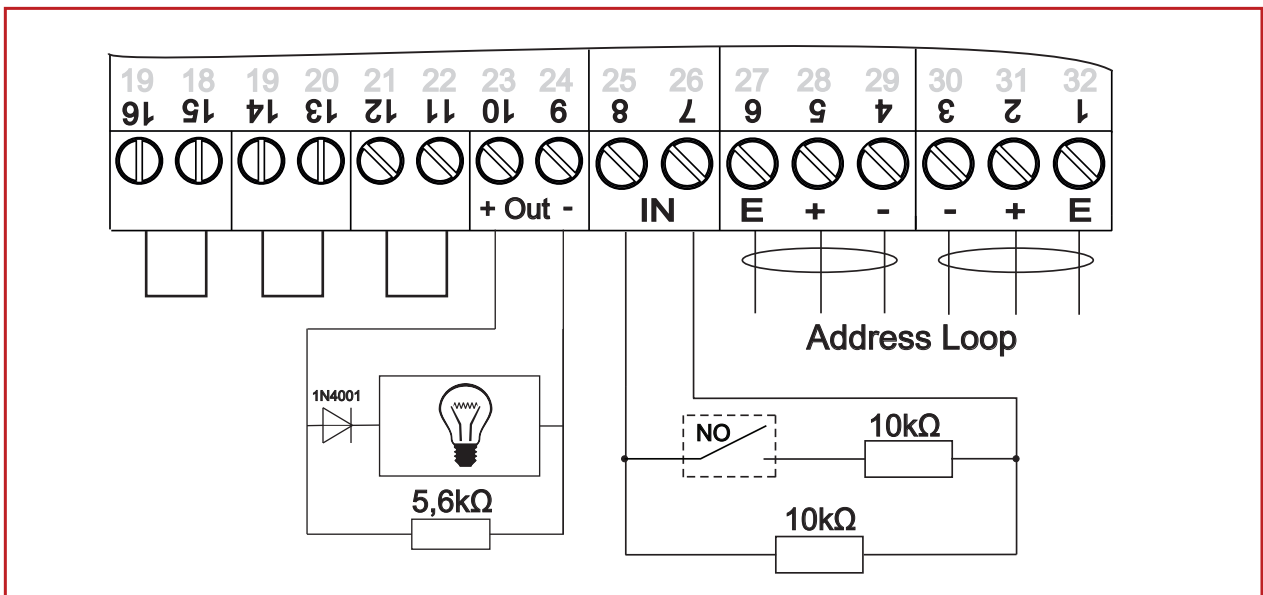 19 18 19 20 21 22 23 24 25 26 27 28 29 30 31 32
16 15 14 13 12 11 10 9 8 7 6 5 4 3 2 1
+ Out - IN E + - - + E
Address Loop
1N4001
NO
10kΩ
5,6kΩ
10kΩ